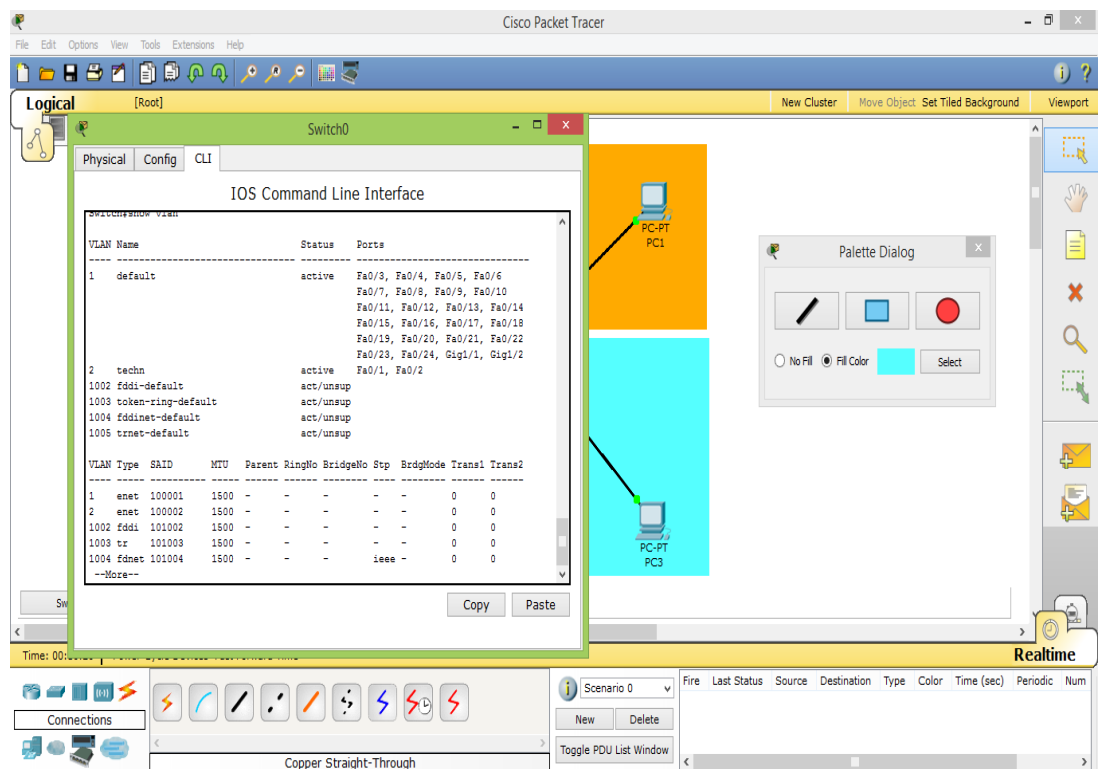 Cisco Packet Tracer
File Edit Options View Tools Extensions Help
Logical [Root] New Cluster Move Object Set Tiled Background Viewport
Switch0
Physical Config CLI
IOS Command Line Interface
Switch#show vlan
VLAN Name Status Ports
---- -------------------------------- --------- -------------------------------
1 default active Fa0/3, Fa0/4, Fa0/5, Fa0/6
Fa0/7, Fa0/8, Fa0/9, Fa0/10
Fa0/11, Fa0/12, Fa0/13, Fa0/14
Fa0/15, Fa0/16, Fa0/17, Fa0/18
Fa0/19, Fa0/20, Fa0/21, Fa0/22
Fa0/23, Fa0/24, Gig1/1, Gig1/2
2 techn active Fa0/1, Fa0/2
1002 fddi-default act/unsup
1003 token-ring-default act/unsup
1004 fddinet-default act/unsup
1005 trnet-default act/unsup
VLAN Type SAID MTU Parent RingNo BridgeNo Stp BrdgMode Trans1 Trans2
---- ----- ---------- ----- ------ ------ -------- ---- -------- ------ ------
1 enet 100001 1500 - - - - - 0 0
2 enet 100002 1500 - - - - - 0 0
1002 fddi 101002 1500 - - - - - 0 0
1003 tr 101003 1500 - - - - - 0 0
1004 fdnet 101004 1500 - - - ieee - 0 0
--More--
Copy Paste
PC-PT
PC1
PC-PT
PC3
Palette Dialog
No Fill Fill Color Select
Sw
Time: 00:
Realtime
Connections
Copper Straight-Through
Scenario 0
New Delete
Toggle PDU List Window
Fire Last Status Source Destination Type Color Time (sec) Periodic Num